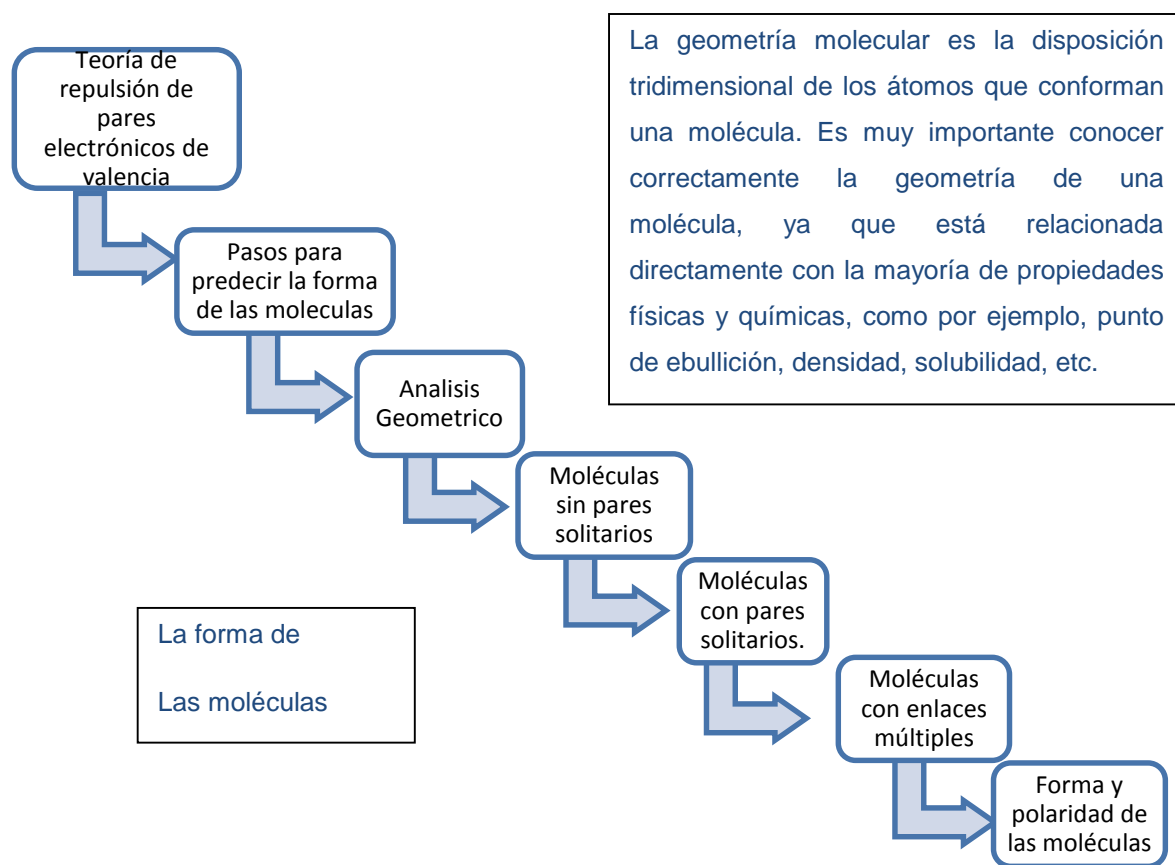 Teoría de
repulsión de
pares
electrónicos de
valencia
La geometría molecular es la disposición
tridimensional de los átomos que conforman
una molécula. Es muy importante conocer
correctamente la geometría de una
molécula, ya que está relacionada
directamente con la mayoría de propiedades
físicas y químicas, como por ejemplo, punto
de ebullición, densidad, solubilidad, etc.
Pasos para
predecir la forma
de las moleculas
Analisis
Geometrico
Moléculas
sin pares
solitarios
Moléculas
con pares
solitarios.
La forma de
Las moléculas
Moléculas
con enlaces
múltiples
Forma y
polaridad de
las moléculas